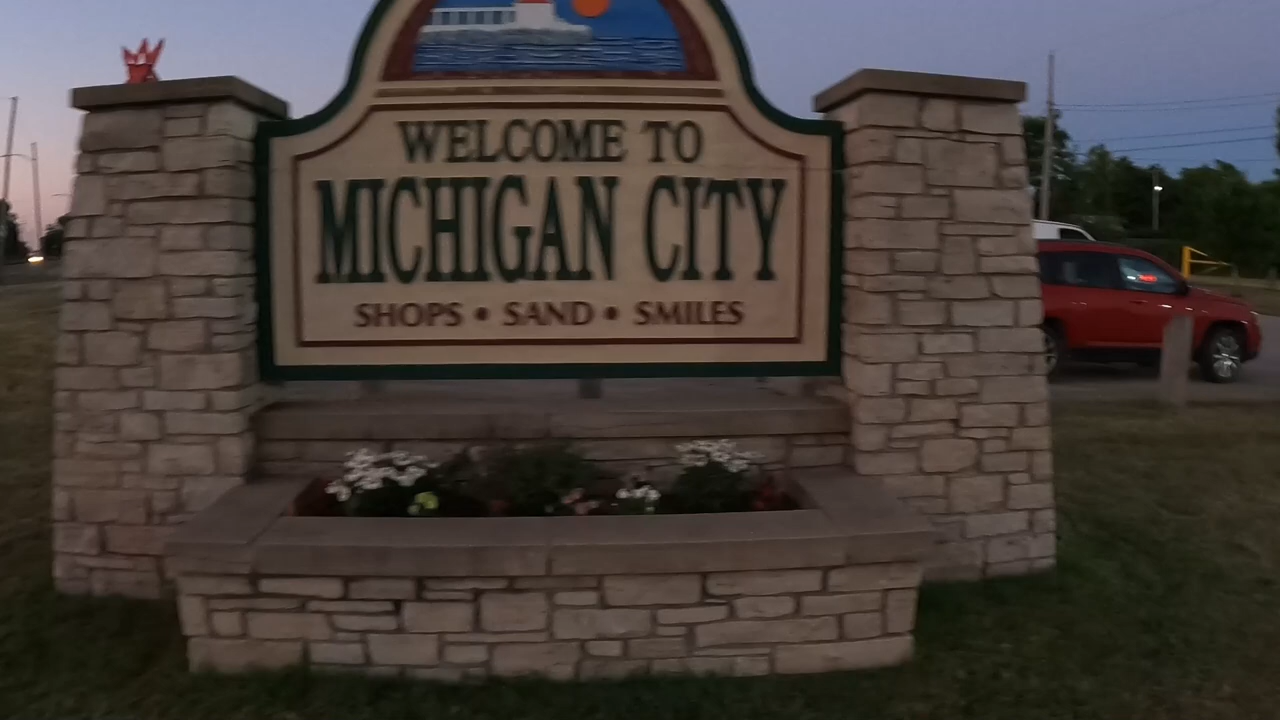 WELCOME TO
MICHIGAN CITY
SHOPS • SAND • SMILES